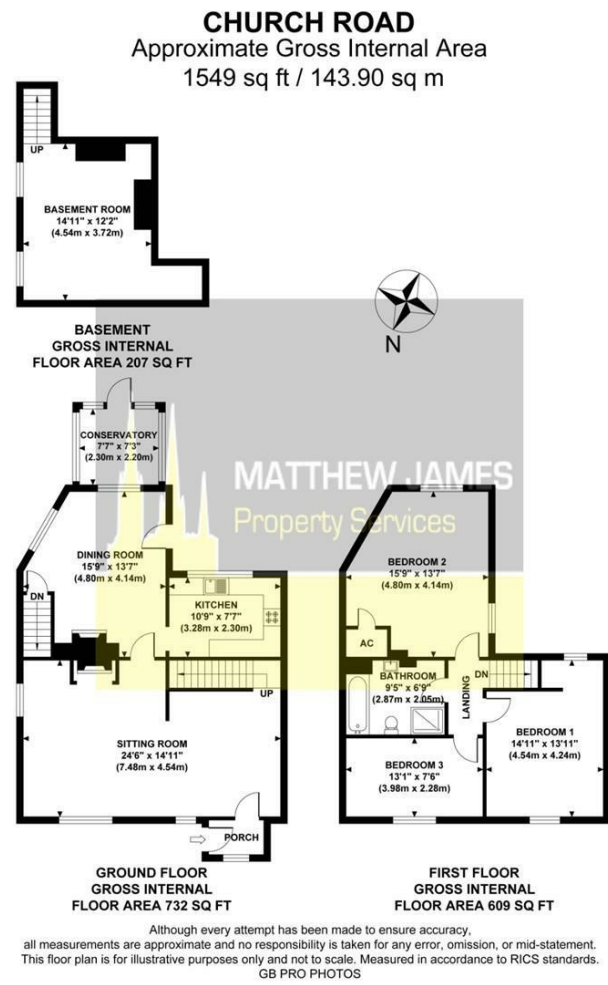 CHURCH ROAD
Approximate Gross Internal Area
1549 sq ft / 143.90 sq m
UP
BASEMENT ROOM
14'11" x 12'2"
(4.54m x 3.72m)
BASEMENT
GROSS INTERNAL
FLOOR AREA 207 SQ FT
N
CONSERVATORY
7'7" x 7'3"
(2.30m x 2.20m)
MATTHEW JAMES
Property Services
DINING ROOM
15'9" x 13'7"
(4.80m x 4.14m)
DN
KITCHEN
10'9" x 7'7"
(3.28m x 2.30m)
UP
SITTING ROOM
24'6" x 14'11"
(7.48m x 4.54m)
PORCH
GROUND FLOOR
GROSS INTERNAL
FLOOR AREA 732 SQ FT
BEDROOM 2
15'9" x 13'7"
(4.80m x 4.14m)
AC
BATHROOM
9'5" x 6'9"
(2.87m x 2.05m)
DN
LANDING
BEDROOM 1
14'11" x 13'11"
(4.54m x 4.24m)
BEDROOM 3
13'1" x 7'6"
(3.98m x 2.28m)
FIRST FLOOR
GROSS INTERNAL
FLOOR AREA 609 SQ FT
Although every attempt has been made to ensure accuracy,
all measurements are approximate and no responsibility is taken for any error, omission, or mid-statement.
This floor plan is for illustrative purposes only and not to scale. Measured in accordance to RICS standards.
GB PRO PHOTOS